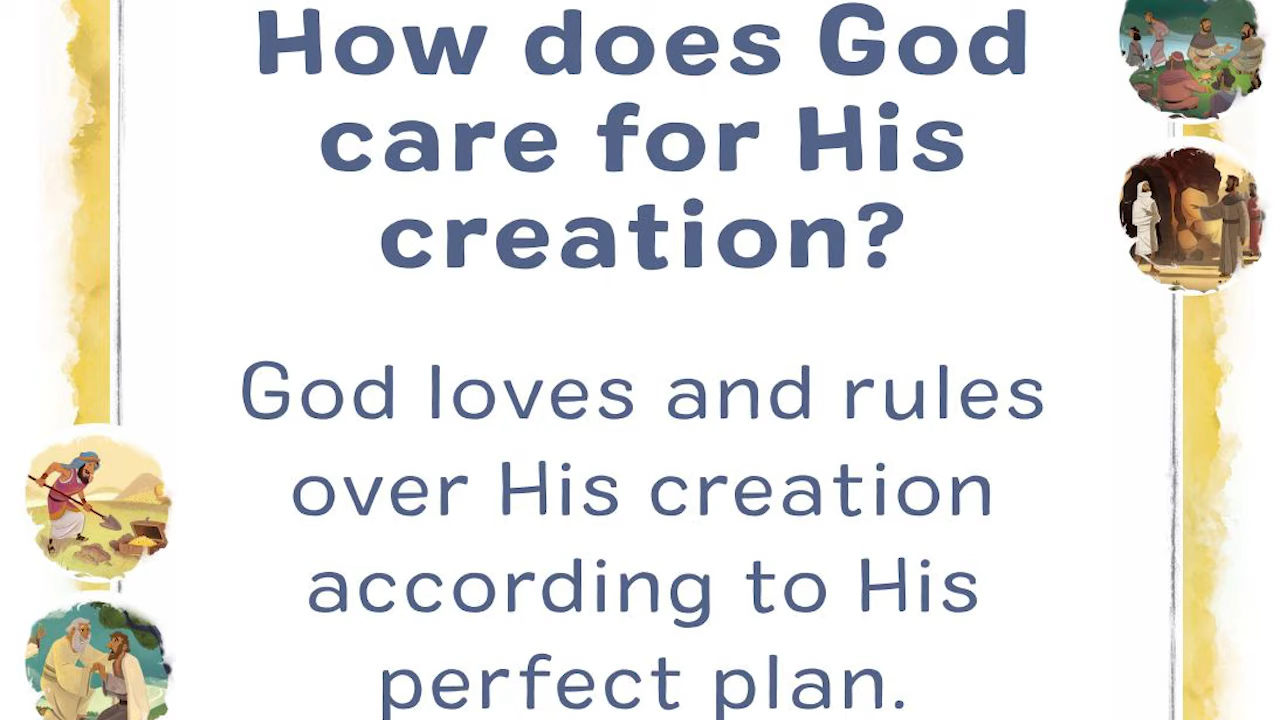 How does God
care for His
creation?
God loves and rules
over His creation
according to His
perfect plan.